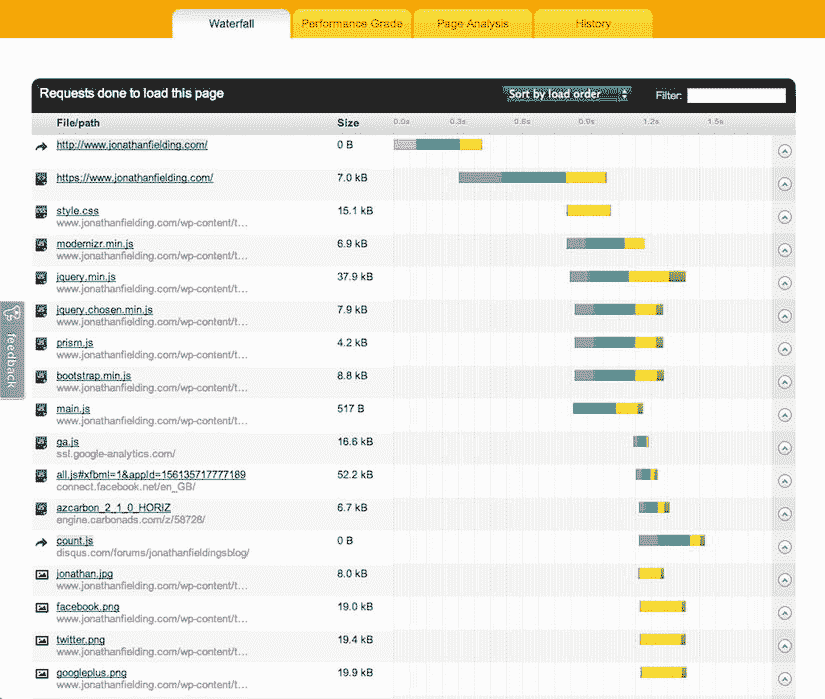 Waterfall Performance Grade Page Analysis History
Requests done to load this page Sort by load order Filter:
File/path Size 0.0s 0.3s 0.6s 0.9s 1.2s 1.5s
http://www.jonathanfielding.com/ 0 B
https://www.jonathanfielding.com/ 7.0 kB
style.css 15.1 kB
www.jonathanfielding.com/wp-content/t...
modernizr.min.js 6.9 kB
www.jonathanfielding.com/wp-content/t...
jquery.min.js 37.9 kB
www.jonathanfielding.com/wp-content/t...
jquery.chosen.min.js 7.9 kB
www.jonathanfielding.com/wp-content/t...
prism.js 4.2 kB
www.jonathanfielding.com/wp-content/t...
bootstrap.min.js 8.8 kB
www.jonathanfielding.com/wp-content/t...
main.js 517 B
www.jonathanfielding.com/wp-content/t...
ga.js 16.6 kB
ssl.google-analytics.com/
all.js#xfbml=1&appId=156135717777189 52.2 kB
connect.facebook.net/en_GB/
azcarbon_2_1_0_HORIZ 6.7 kB
engine.carbonads.com/z/58728/
count.js 0 B
disqus.com/forums/jonathanfieldingsblog/
jonathan.jpg 8.0 kB
www.jonathanfielding.com/wp-content/t...
facebook.png 19.0 kB
www.jonathanfielding.com/wp-content/t...
twitter.png 19.4 kB
www.jonathanfielding.com/wp-content/t...
googleplus.png 19.9 kB
www.jonathanfielding.com/wp-content/t...
feedback